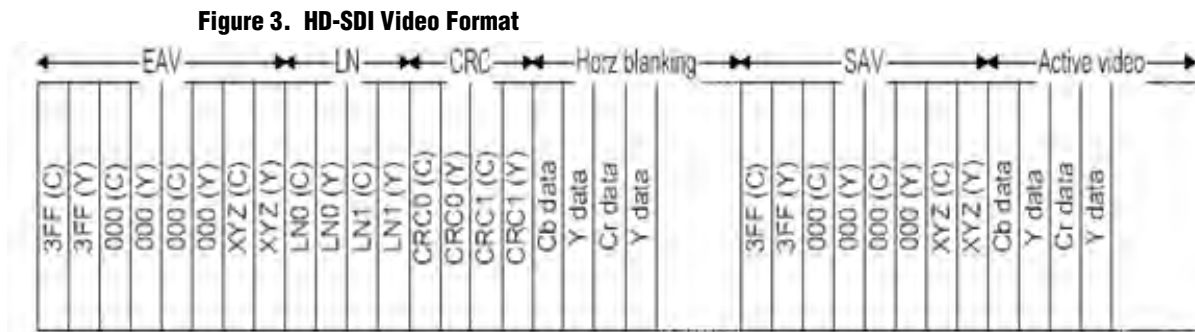 Figure 3. HD-SDI Video Format
EAV LN CRC Horz blanking SAV Active video
3FF (C)
3FF (Y)
000 (C)
000 (Y)
000 (C)
000 (Y)
XYZ (C)
XYZ (Y)
LN0 (C)
LN0 (Y)
LN1 (C)
LN1 (Y)
CRC0 (C)
CRC0 (Y)
CRC1 (C)
CRC1 (Y)
Cb data
Y data
Cr data
Y data
3FF (C)
3FF (Y)
000 (C)
000 (Y)
000 (C)
000 (Y)
XYZ (C)
XYZ (Y)
Cb data
Y data
Cr data
Y data